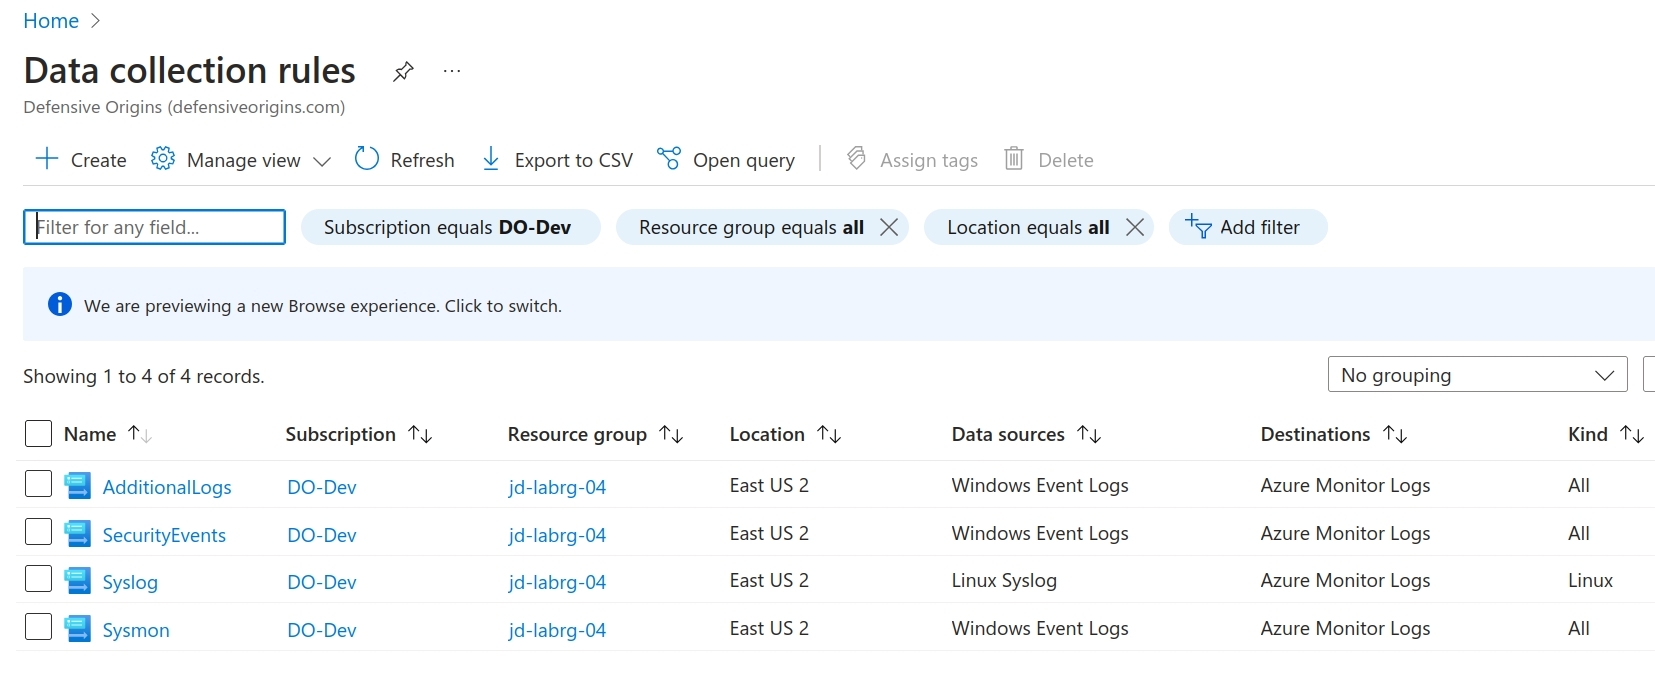 Home
Data collection rules
Defensive Origins (defensiveorigins.com)
Create Manage view Refresh Export to CSV Open query Assign tags Delete
Filter for any field... Subscription equals DO-Dev Resource group equals all Location equals all Add filter
We are previewing a new Browse experience. Click to switch.
Showing 1 to 4 of 4 records. No grouping
Name Subscription Resource group Location Data sources Destinations Kind
AdditionalLogs DO-Dev jd-labrg-04 East US 2 Windows Event Logs Azure Monitor Logs All
SecurityEvents DO-Dev jd-labrg-04 East US 2 Windows Event Logs Azure Monitor Logs All
Syslog DO-Dev jd-labrg-04 East US 2 Linux Syslog Azure Monitor Logs Linux
Sysmon DO-Dev jd-labrg-04 East US 2 Windows Event Logs Azure Monitor Logs All